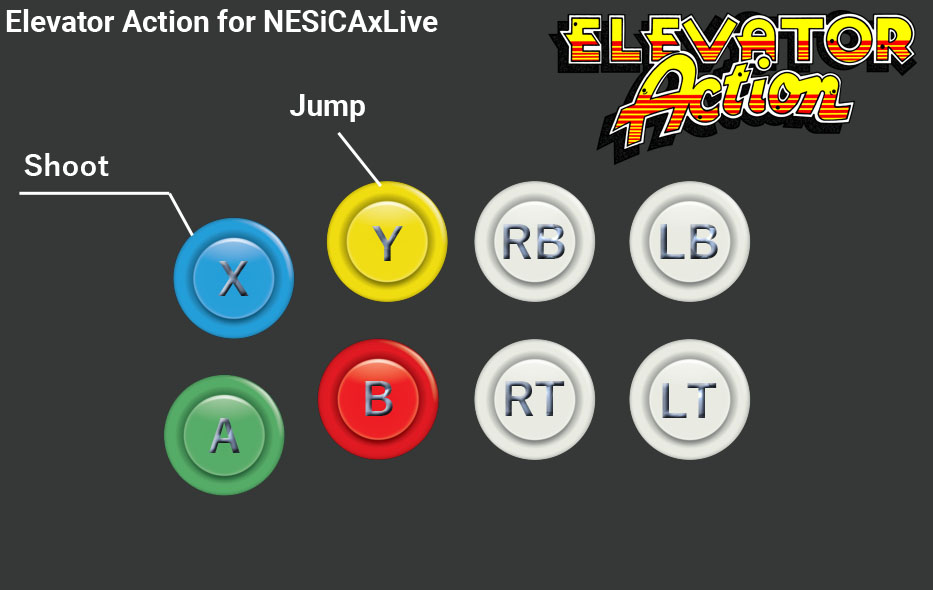 Elevator Action for NESiCAxLive
ELEVATOR
Action
Jump
Shoot
X
Y
RB
LB
A
B
RT
LT